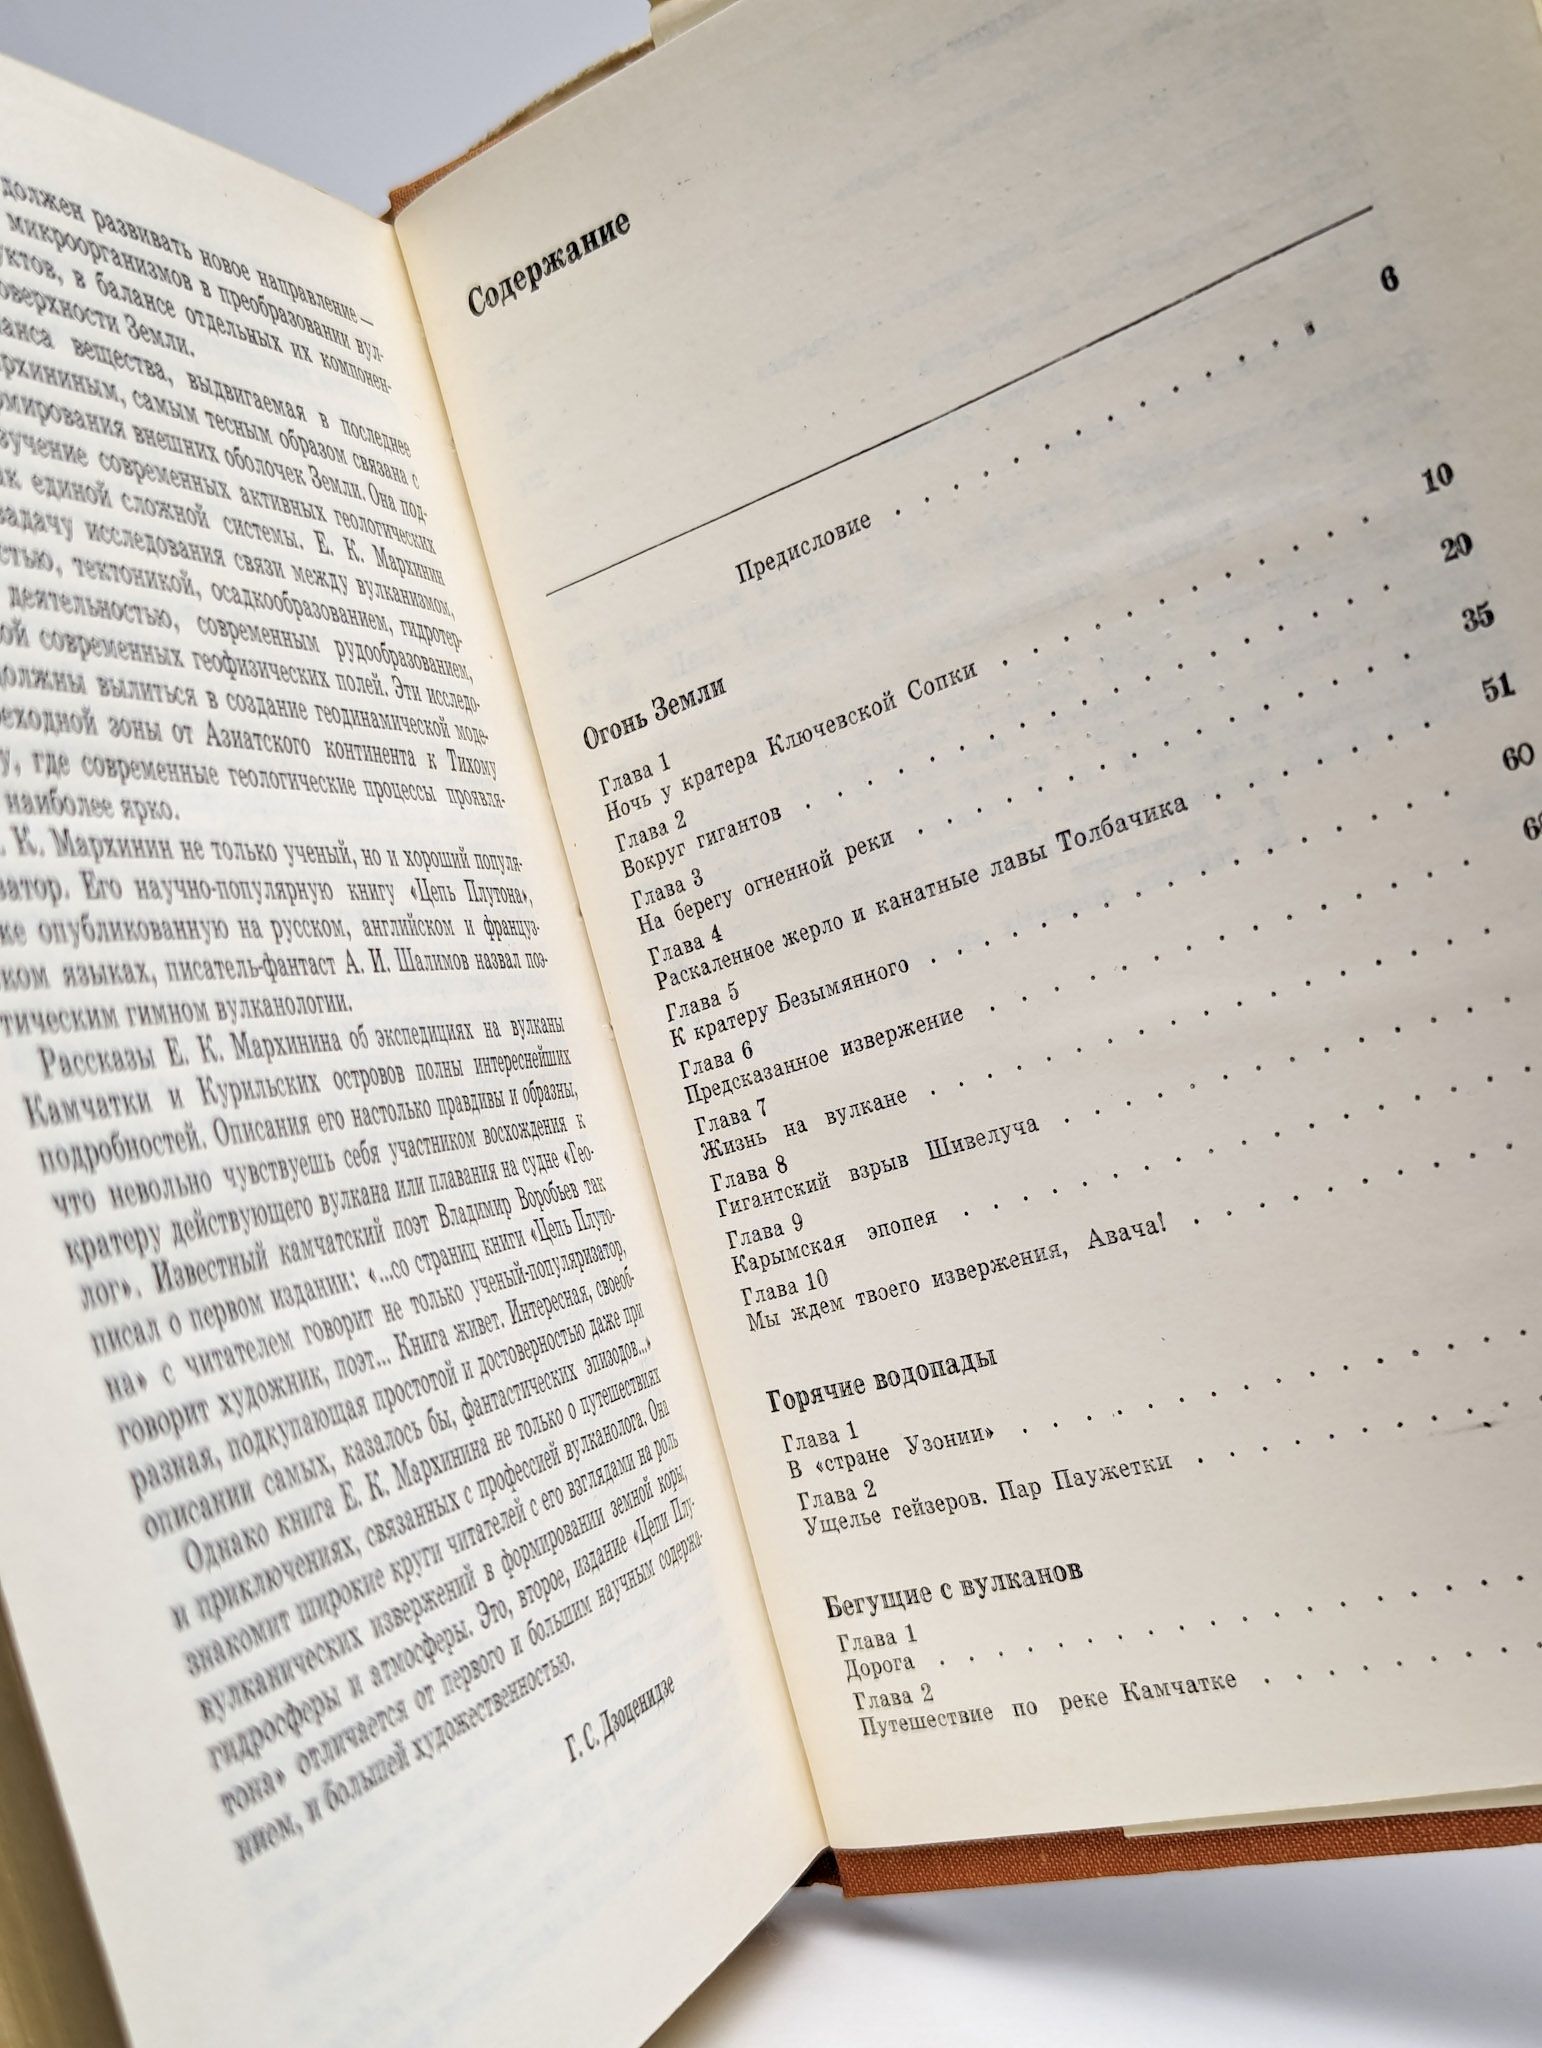 должен развивать новое направление —
микроорганизмов в преобразовании вул-
уктов, в балансе отдельных их компонен-
оверхности Земли.
анса вещества, выдвигаемая в последнее
архининым, самым тесным образом связана с
рмирования внешних оболочек Земли. Она под-
зучение современных активных геологических
ак единой сложной системы. Е. К. Мархинин
задачу исследования связи между вулканизмом,
стью, тектоникой, осадкообразованием, гидротер-
деятельностью, современным рудообразованием,
ой современных геофизических полей. Эти исследо-
должны вылиться в создание геодинамической моде-
реходной зоны от Азиатского континента к Тихому
у, где современные геологические процессы проявля-
наиболее ярко.
. К. Мархинин не только ученый, но и хороший популя-
затор. Его научно-популярную книгу «Цепь Плутона»,
же опубликованную на русском, английском и француз-
ском языках, писатель-фантаст А. И. Шалимов назвал поэ-
тическим гимном вулканологии.
Рассказы Е. К. Мархинина об экспедициях на вулканы
Камчатки и Курильских островов полны интереснейших
подробностей. Описания его настолько правдивы и образны,
что невольно чувствуешь себя участником восхождения к
кратеру действующего вулкана или плавания на судне «Гео-
лог». Известный камчатский поэт Владимир Воробьев так
писал о первом издании: «...со страниц книги «Цепь Плуто-
на» с читателем говорит не только ученый-популяризатор,
говорит художник, поэт... Книга живет. Интересная, своеоб-
разная, подкупающая простотой и достоверностью даже при
описании самых, казалось бы, фантастических эпизодов...»
Однако книга Е. К. Мархинина не только о путешествиях
и приключениях, связанных с профессией вулканолога. Она
знакомит широкие круги читателей с его взглядами на роль
вулканических извержений в формировании земной коры,
гидросферы и атмосферы. Это, второе, издание «Цепи Плу-
тона» отличается от первого и большим научным содержа-
нием, и большей художественностью.
Г. С. Дзоценидзе
Содержание
Предисловие . . . . . . . . . . . . . . 6
Огонь Земли
Глава 1
Ночь у кратера Ключевской Сопки . . . . . . . . . . . . 10
Глава 2
Вокруг гигантов . . . . . . . . . . . . . . . . . . . 20
Глава 3
На берегу огненной реки . . . . . . . . . . . . . . . . 35
Глава 4
Раскаленное жерло и канатные лавы Толбачика . . . . . . . . 51
Глава 5
К кратеру Безымянного . . . . . . . . . . . . . . . . . 60
Глава 6
Предсказанное извержение . . . . . . . . . . . . . . .
Глава 7
Жизнь на вулкане . . . . . . . . . . . . . . . . . .
Глава 8
Гигантский взрыв Шивелуча . . . . . . . . . . . . . . .
Глава 9
Карымская эпопея . . . . . . . . . . . . . . . . . .
Глава 10
Мы ждем твоего извержения, Авача! . . . . . . . . . . .
Горячие водопады
Глава 1
В «стране Узонии» . . . . . . . . . . . . . . . .
Глава 2
Ущелье гейзеров. Пар Паужетки . . . . . . . . . . .
Бегущие с вулканов
Глава 1
Дорога . . . . . . . . . . . . . . . . . . . .
Глава 2
Путешествие по реке Камчатке . . . . . . . . .